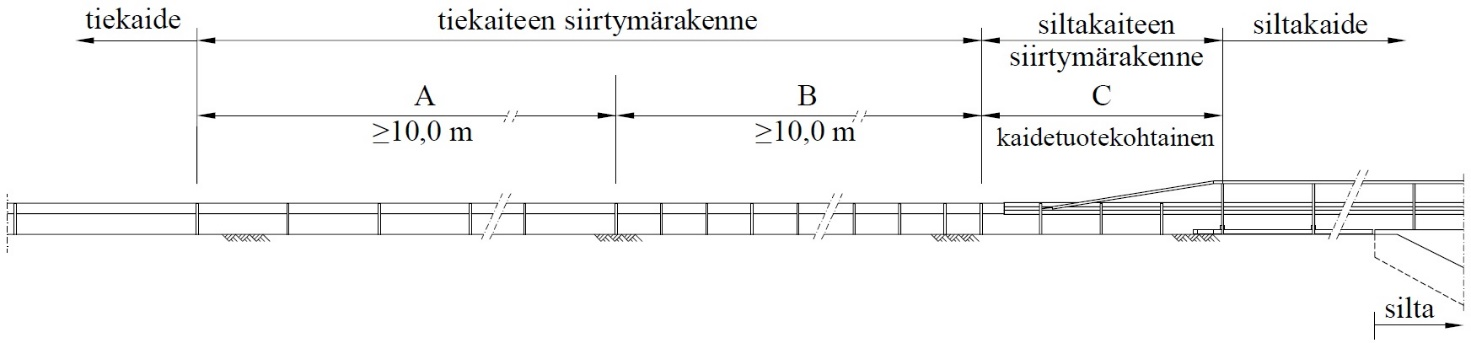 tiekaide
tiekaiteen siirtymärakenne
siltakaiteen
siirtymärakenne
siltakaide
A
≥10,0 m
B
≥10,0 m
C
kaidetuotekohtainen
silta